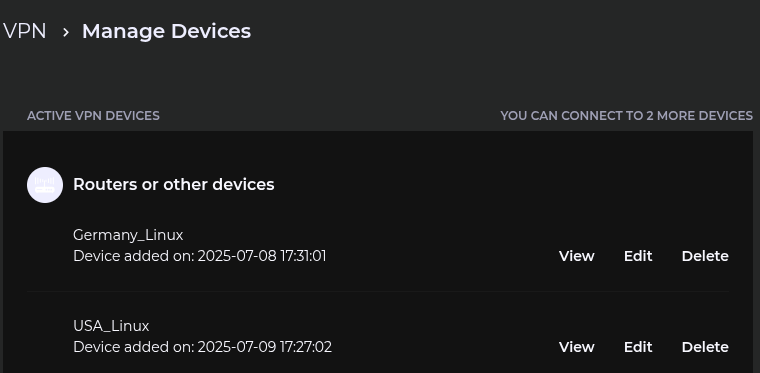 VPN > Manage Devices
ACTIVE VPN DEVICES YOU CAN CONNECT TO 2 MORE DEVICES
Routers or other devices
Germany_Linux
Device added on: 2025-07-08 17:31:01 View Edit Delete
USA_Linux
Device added on: 2025-07-09 17:27:02 View Edit Delete